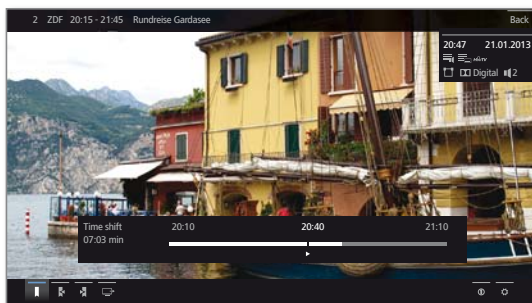 2 ZDF 20:15 - 21:45 Rundreise Gardasee Back
20:47 21.01.2013
Digital 2
Time shift 20:10 20:40 21:10
07:03 min